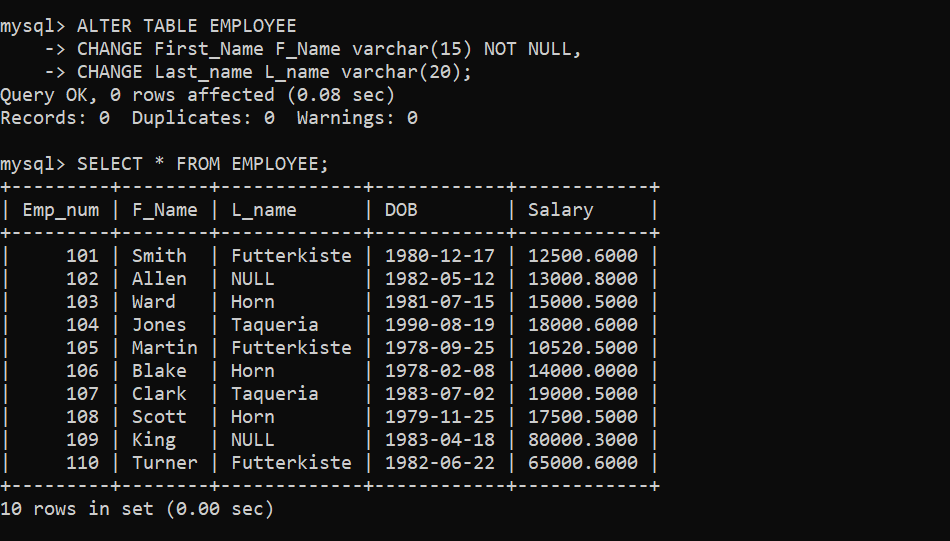 mysql> ALTER TABLE EMPLOYEE
    -> CHANGE First_Name F_Name varchar(15) NOT NULL,
    -> CHANGE Last_name L_name varchar(20);
Query OK, 0 rows affected (0.08 sec)
Records: 0  Duplicates: 0  Warnings: 0

mysql> SELECT * FROM EMPLOYEE;
+---------+--------+-------------+------------+------------+
| Emp_num | F_Name | L_name      | DOB        | Salary     |
+---------+--------+-------------+------------+------------+
|     101 | Smith  | Futterkiste | 1980-12-17 | 12500.6000 |
|     102 | Allen  | NULL        | 1982-05-12 | 13000.8000 |
|     103 | Ward   | Horn        | 1981-07-15 | 15000.5000 |
|     104 | Jones  | Taqueria    | 1990-08-19 | 18000.6000 |
|     105 | Martin | Futterkiste | 1978-09-25 | 10520.5000 |
|     106 | Blake  | Horn        | 1978-02-08 | 14000.0000 |
|     107 | Clark  | Taqueria    | 1983-07-02 | 19000.5000 |
|     108 | Scott  | Horn        | 1979-11-25 | 17500.5000 |
|     109 | King   | NULL        | 1983-04-18 | 80000.3000 |
|     110 | Turner | Futterkiste | 1982-06-22 | 65000.6000 |
+---------+--------+-------------+------------+------------+
10 rows in set (0.00 sec)